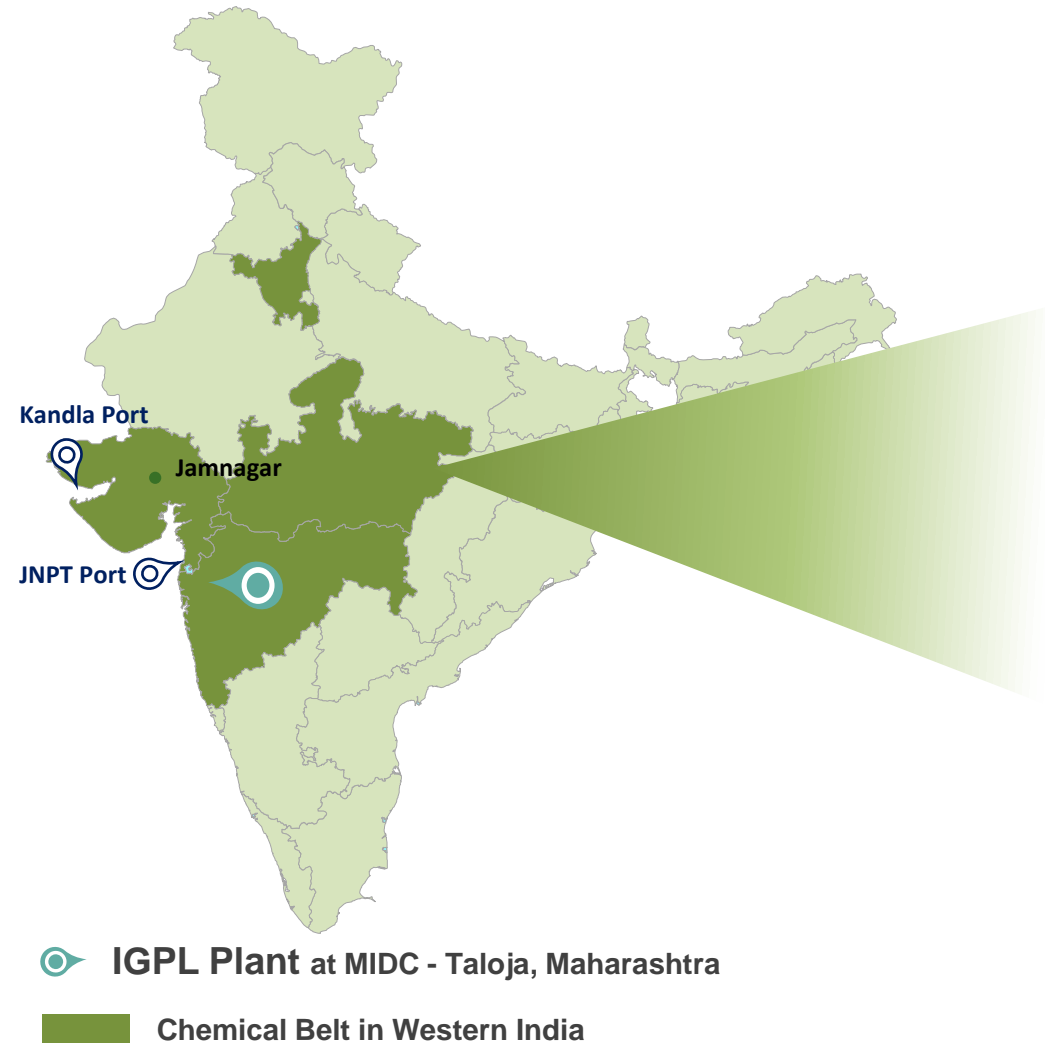 Kandla Port
Jamnagar
JNPT Port
IGPL Plant at MIDC - Taloja, Maharashtra
Chemical Belt in Western India